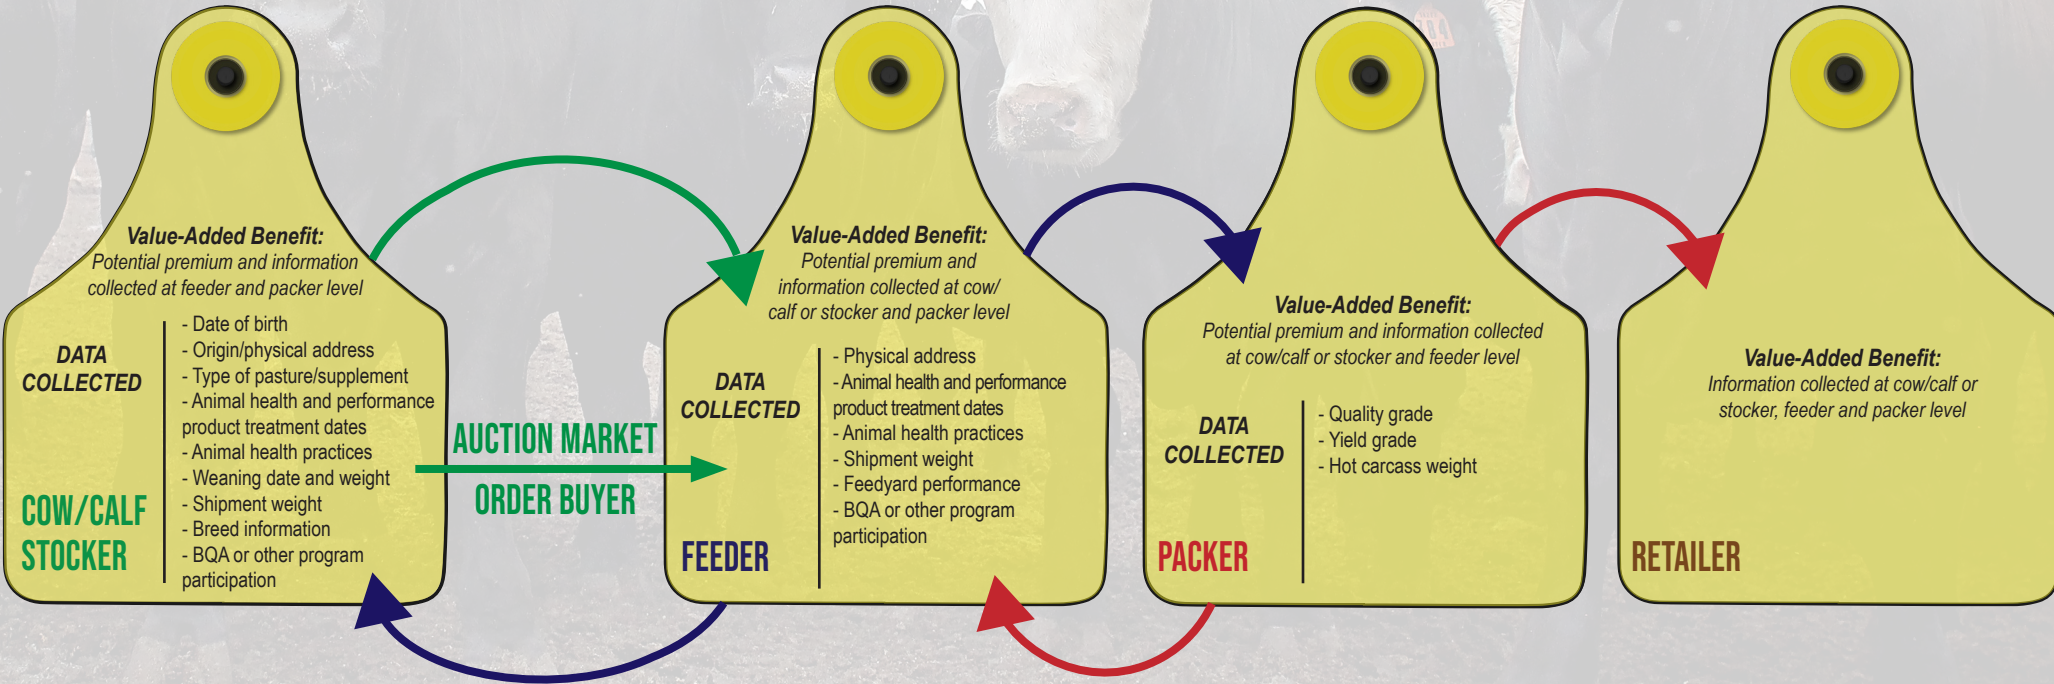 Value-Added Benefit:
Potential premium and information
collected at feeder and packer level
DATA
COLLECTED
- Date of birth
- Origin/physical address
- Type of pasture/supplement
- Animal health and performance
product treatment dates
- Animal health practices
- Weaning date and weight
- Shipment weight
- Breed information
- BQA or other program
participation
COW/CALF
STOCKER
AUCTION MARKET
ORDER BUYER
Value-Added Benefit:
Potential premium and
information collected at cow/
calf or stocker and packer level
DATA
COLLECTED
- Physical address
- Animal health and performance
product treatment dates
- Animal health practices
- Shipment weight
- Feedyard performance
- BQA or other program
participation
FEEDER
Value-Added Benefit:
Potential premium and information collected
at cow/calf or stocker and feeder level
DATA
COLLECTED
- Quality grade
- Yield grade
- Hot carcass weight
PACKER
Value-Added Benefit:
Information collected at cow/calf or
stocker, feeder and packer level
RETAILER